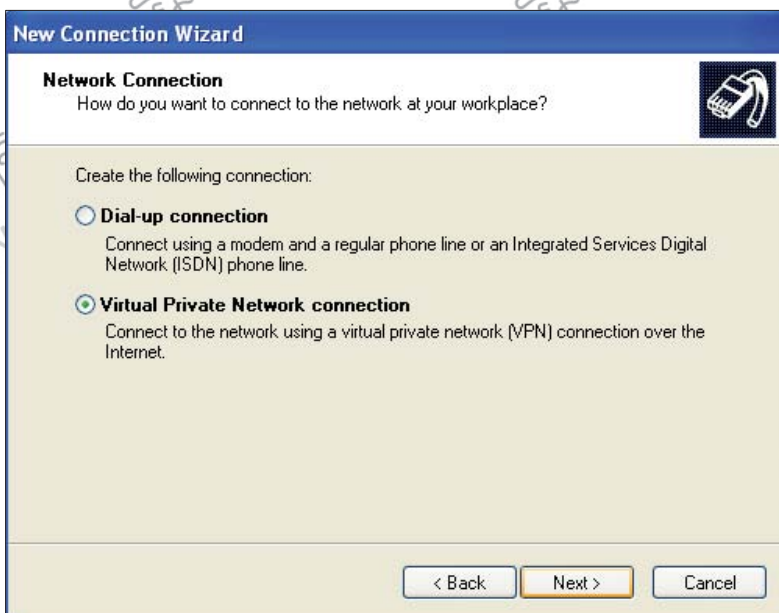 New Connection Wizard
Network Connection
How do you want to connect to the network at your workplace?
Create the following connection:
Dial-up connection
Connect using a modem and a regular phone line or an Integrated Services Digital
Network (ISDN) phone line.
Virtual Private Network connection
Connect to the network using a virtual private network (VPN) connection over the
Internet.
< Back
Next >
Cancel